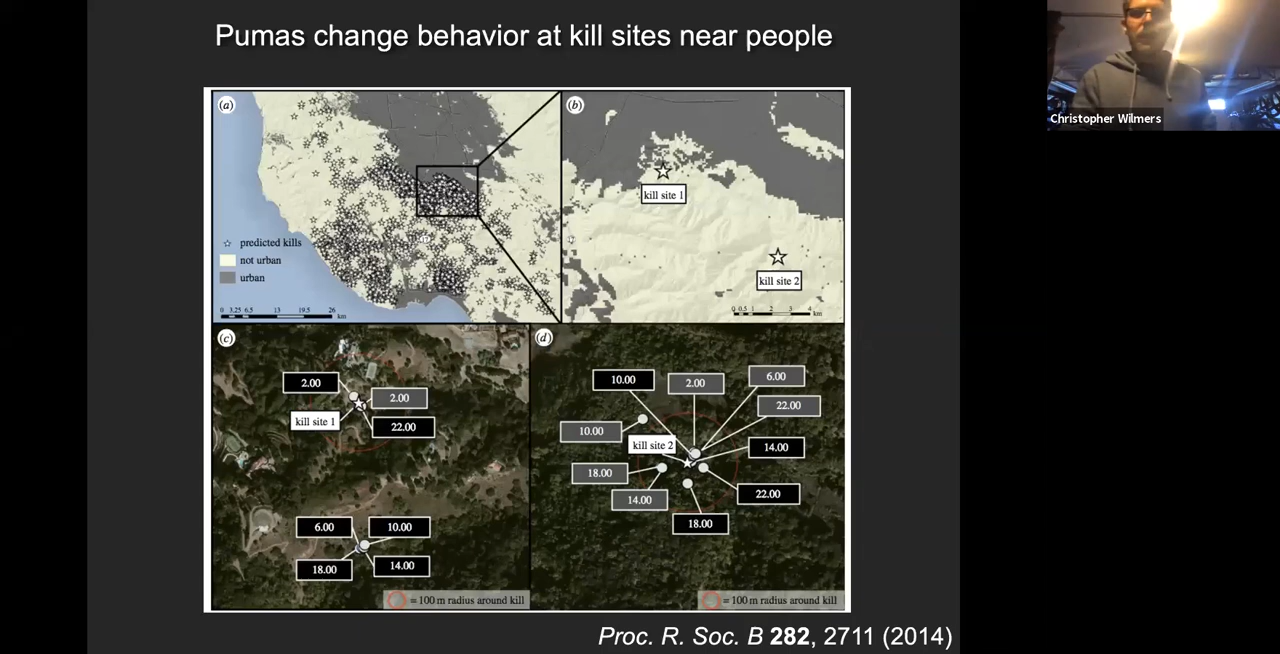 Pumas change behavior at kill sites near people
Christopher Wilmers
(a)
predicted kills
not urban
urban
0 3.25 6.5 13 19.5 26
km
(b)
kill site 1
kill site 2
0 0.5 1 2 3 4
km
(c)
2.00
2.00
kill site 1
22.00
6.00
10.00
18.00
14.00
= 100 m radius around kill
(d)
10.00
2.00
6.00
22.00
10.00
kill site 2
14.00
18.00
14.00
22.00
18.00
= 100 m radius around kill
Proc. R. Soc. B 282, 2711 (2014)